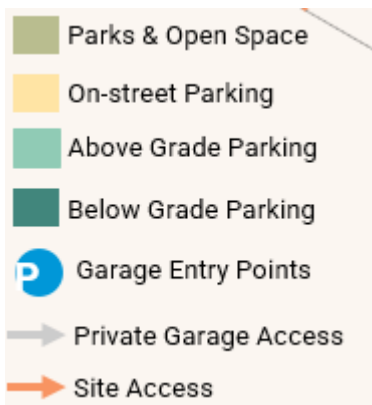 Parks & Open Space
On-street Parking
Above Grade Parking
Below Grade Parking
P Garage Entry Points
Private Garage Access
Site Access